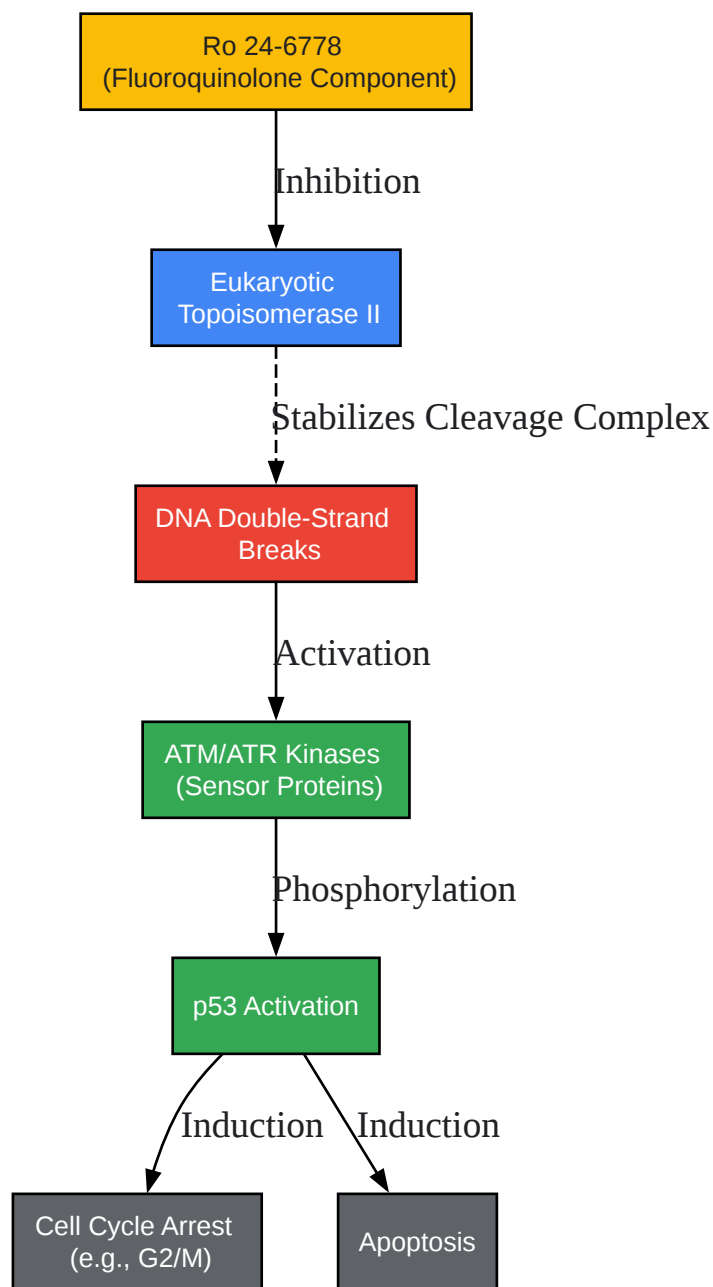 Ro 24-6778
(Fluoroquinolone Component)
Inhibition
Eukaryotic
Topoisomerase II
Stabilizes Cleavage Complex
DNA Double-Strand
Breaks
Activation
ATM/ATR Kinases
(Sensor Proteins)
Phosphorylation
p53 Activation
Induction
Induction
Cell Cycle Arrest
(e.g., G2/M)
Apoptosis